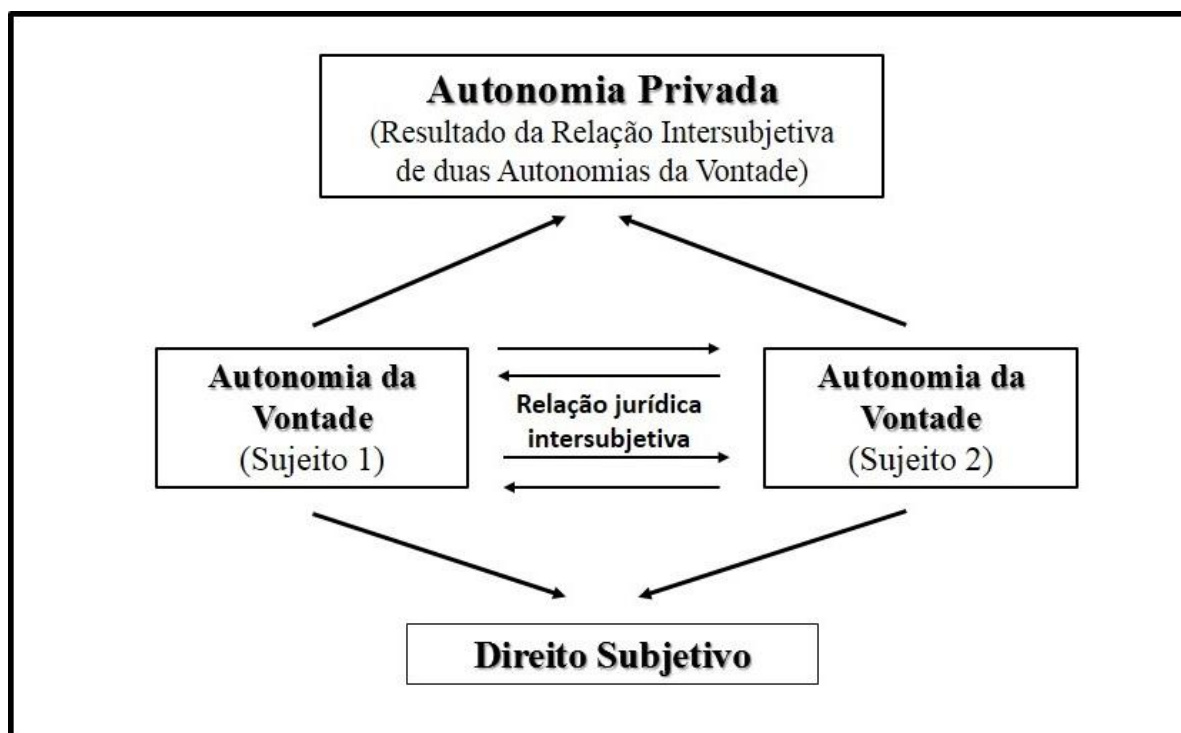 Autonomia Privada
(Resultado da Relação Intersubjetiva
de duas Autonomias da Vontade)
Autonomia da
Vontade
(Sujeito 1)
Relação jurídica
intersubjetiva
Autonomia da
Vontade
(Sujeito 2)
Direito Subjetivo